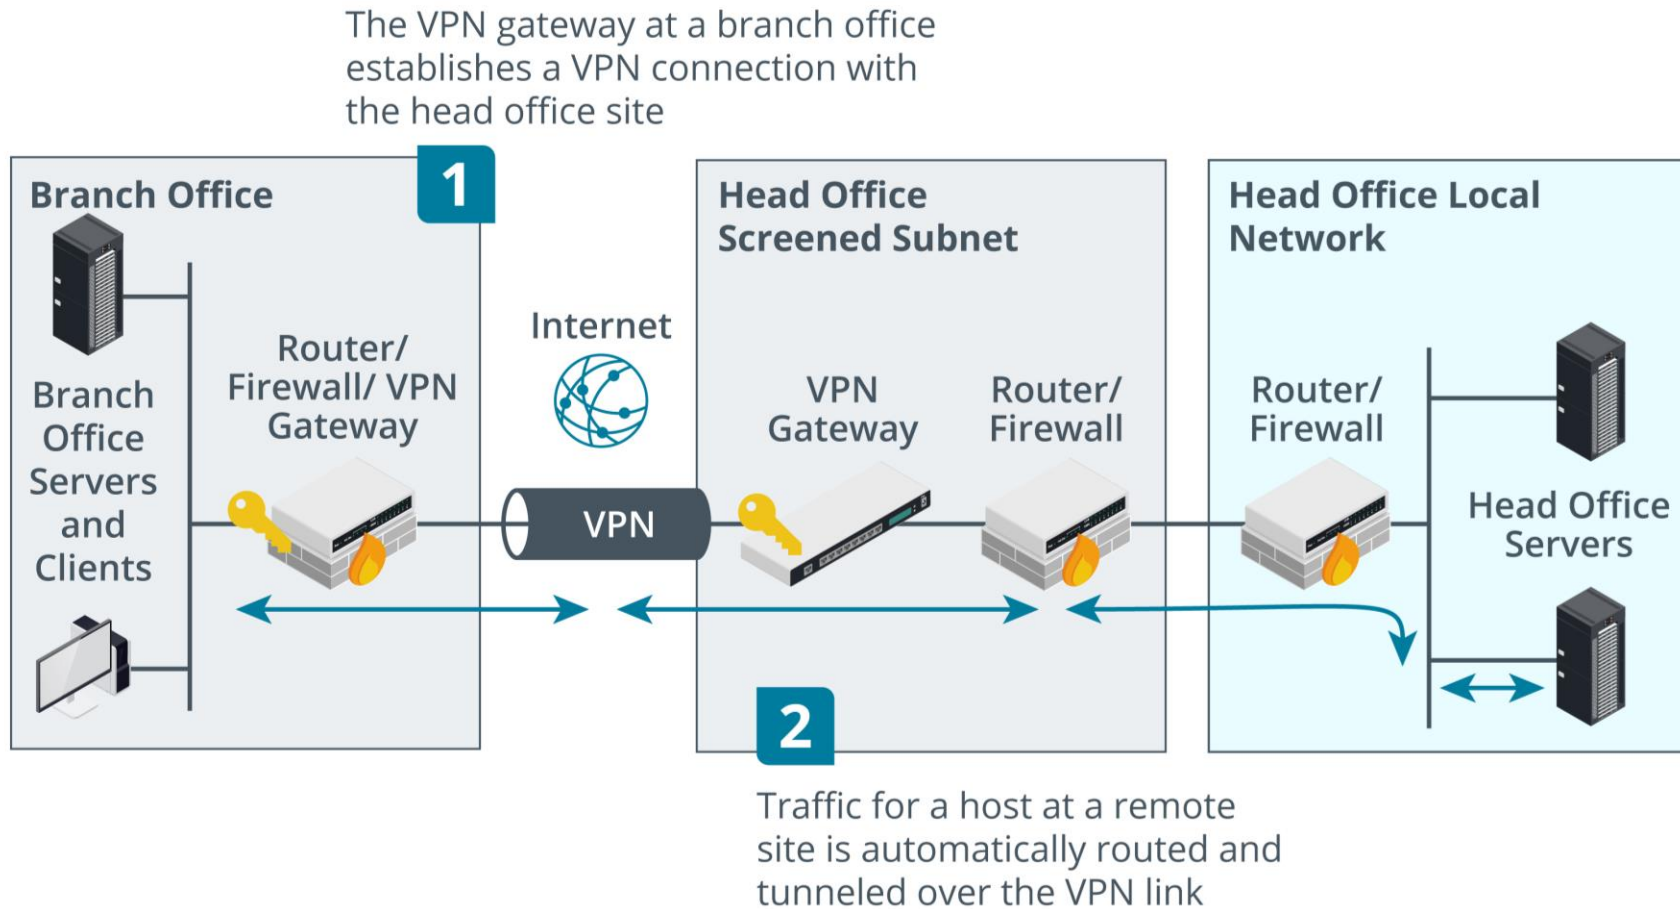 The VPN gateway at a branch office
establishes a VPN connection with
the head office site
Branch Office
1
Head Office
Screened Subnet
Head Office Local
Network
Internet
Router/
Firewall/ VPN
Gateway
Branch
Office
Servers
and
Clients
VPN
VPN
Gateway
Router/
Firewall
Router/
Firewall
Head Office
Servers
2
Traffic for a host at a remote
site is automatically routed and
tunneled over the VPN link